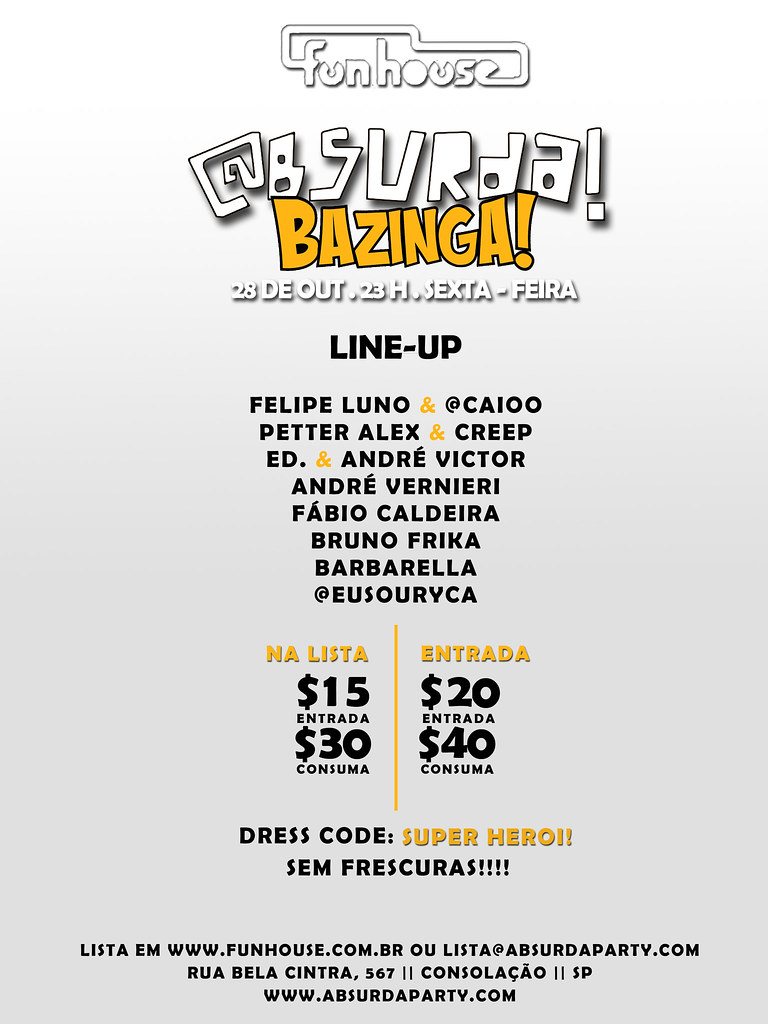 funhouse
@bSURda!
BAZINGA!
28 DE OUT . 23 H . SEXTA - FEIRA
LINE-UP
FELIPE LUNO & @CAIOO
PETTER ALEX & CREEP
ED. & ANDRÉ VICTOR
ANDRÉ VERNIERI
FÁBIO CALDEIRA
BRUNO FRIKA
BARBARELLA
@EUSOURYCA
NA LISTA
$15
ENTRADA
$30
CONSUMA
ENTRADA
$20
ENTRADA
$40
CONSUMA
DRESS CODE: SUPER HEROI!
SEM FRESCURAS!!!!
LISTA EM WWW.FUNHOUSE.COM.BR OU LISTA@ABSURDAPARTY.COM
RUA BELA CINTRA, 567 || CONSOLAÇÃO || SP
WWW.ABSURDAPARTY.COM